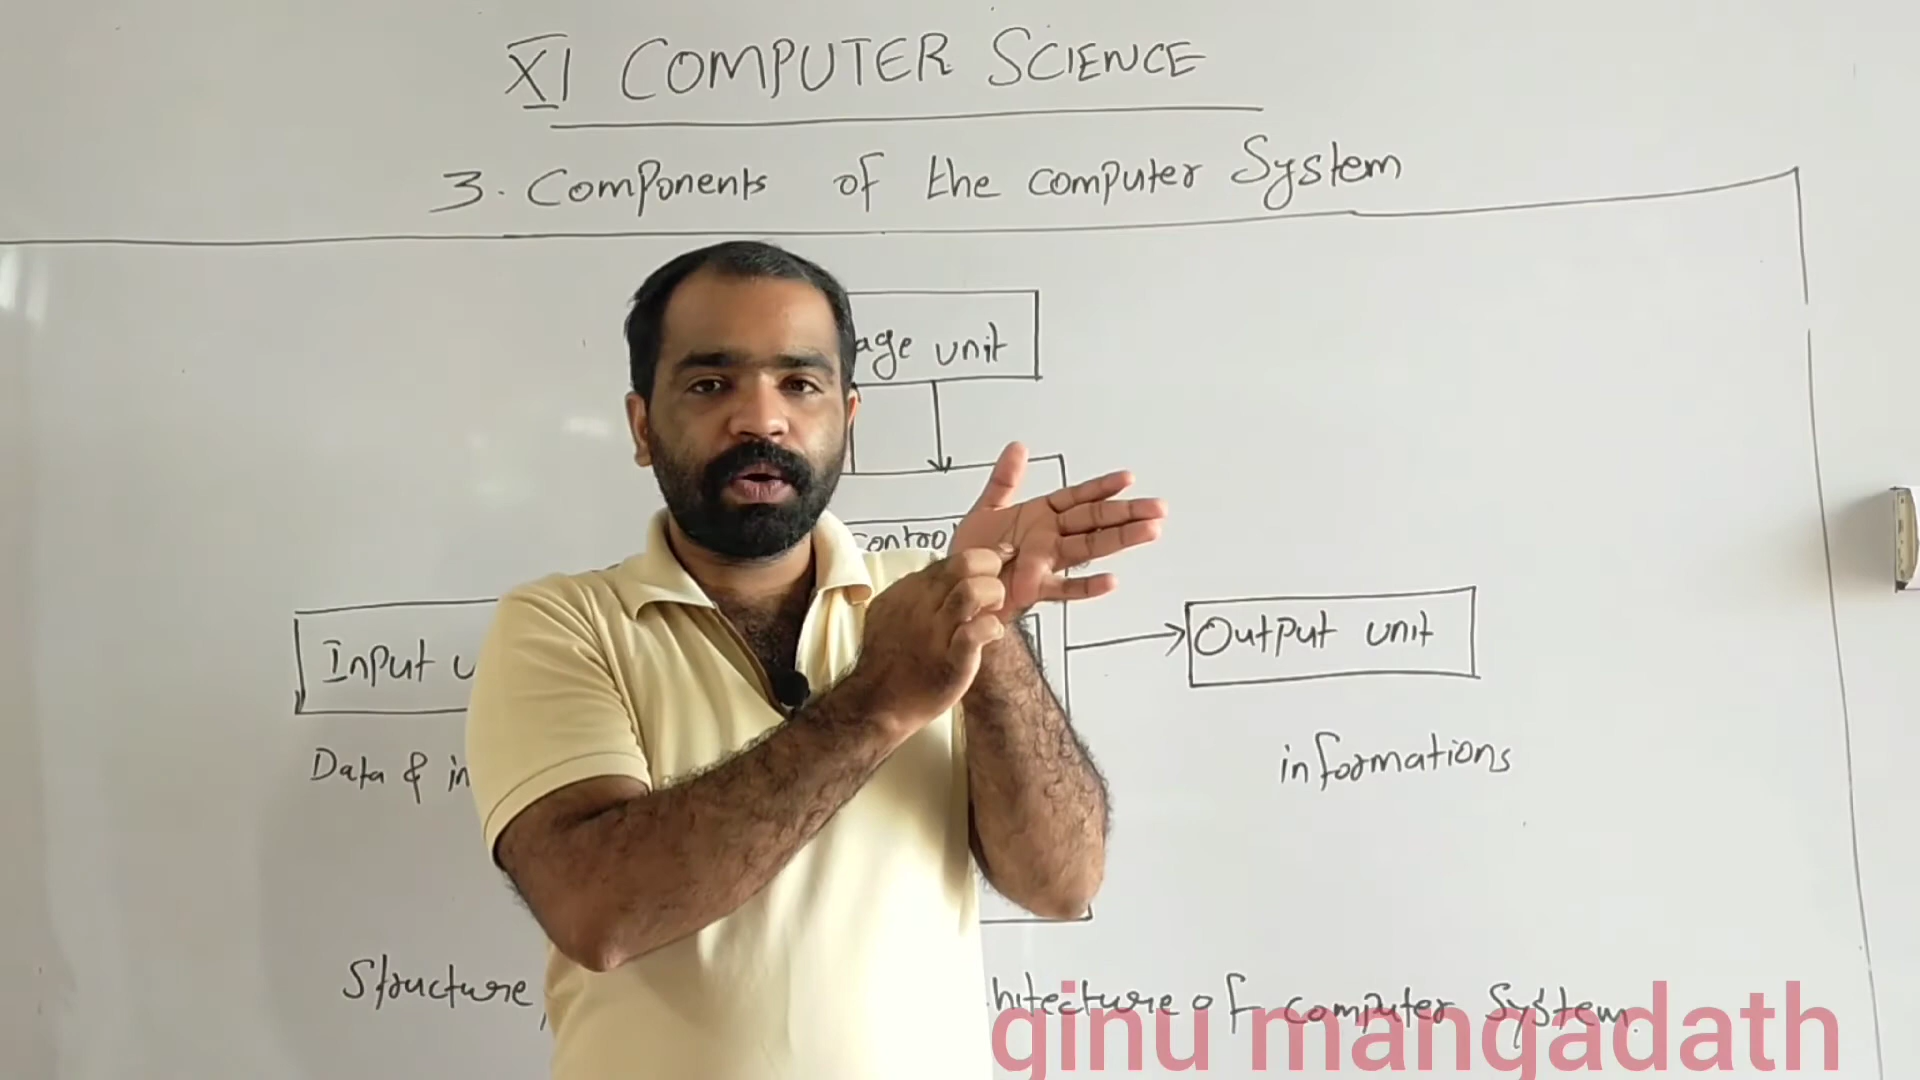 XI COMPUTER SCIENCE
3. Components of the computer System
age unit
contro
Input u
Output unit
Data & in
informations
Structure, hitecture of computer System.
ginu mangadath